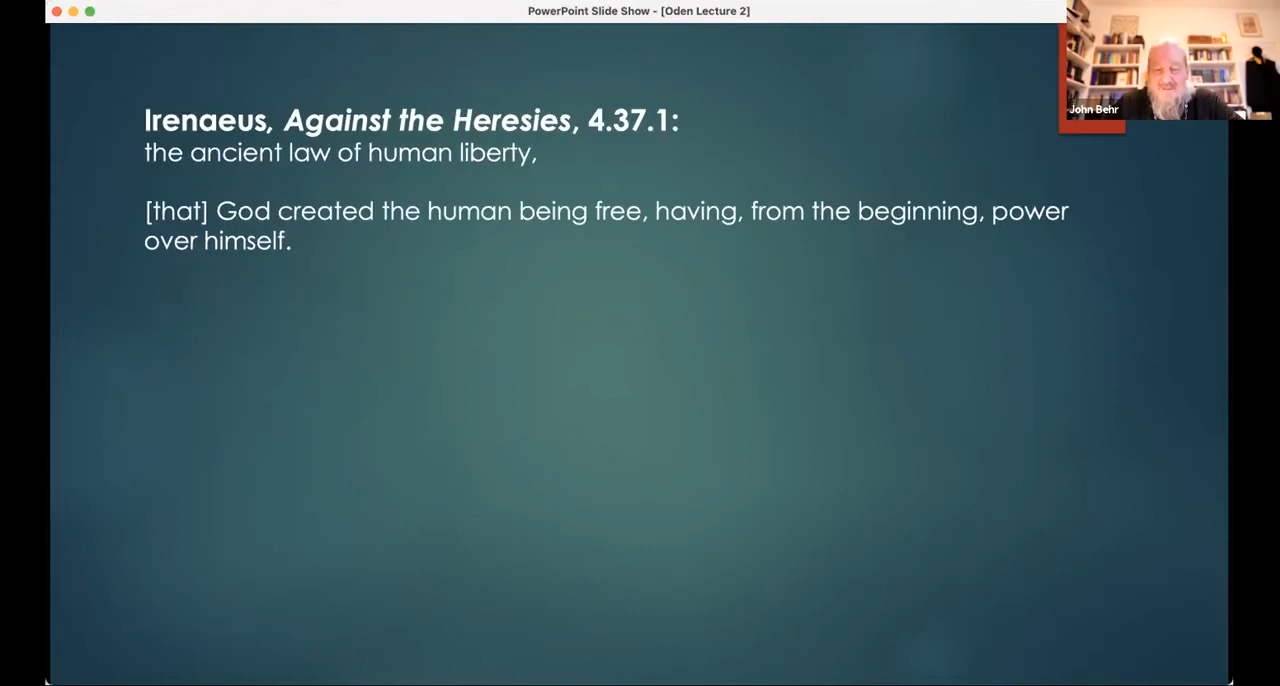 PowerPoint Slide Show - [Oden Lecture 2]
John Behr
Irenaeus, Against the Heresies, 4.37.1:
the ancient law of human liberty,
[that] God created the human being free, having, from the beginning, power
over himself.